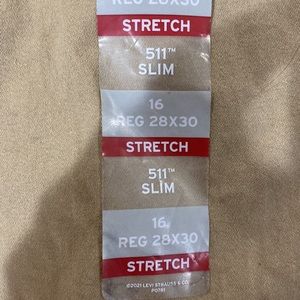 REG 28X30
STRETCH
511™
SLIM
16
REG 28X30
STRETCH
511™
SLIM
16
REG 28X30
STRETCH
©2021 LEVI STRAUSS & CO.
PO781